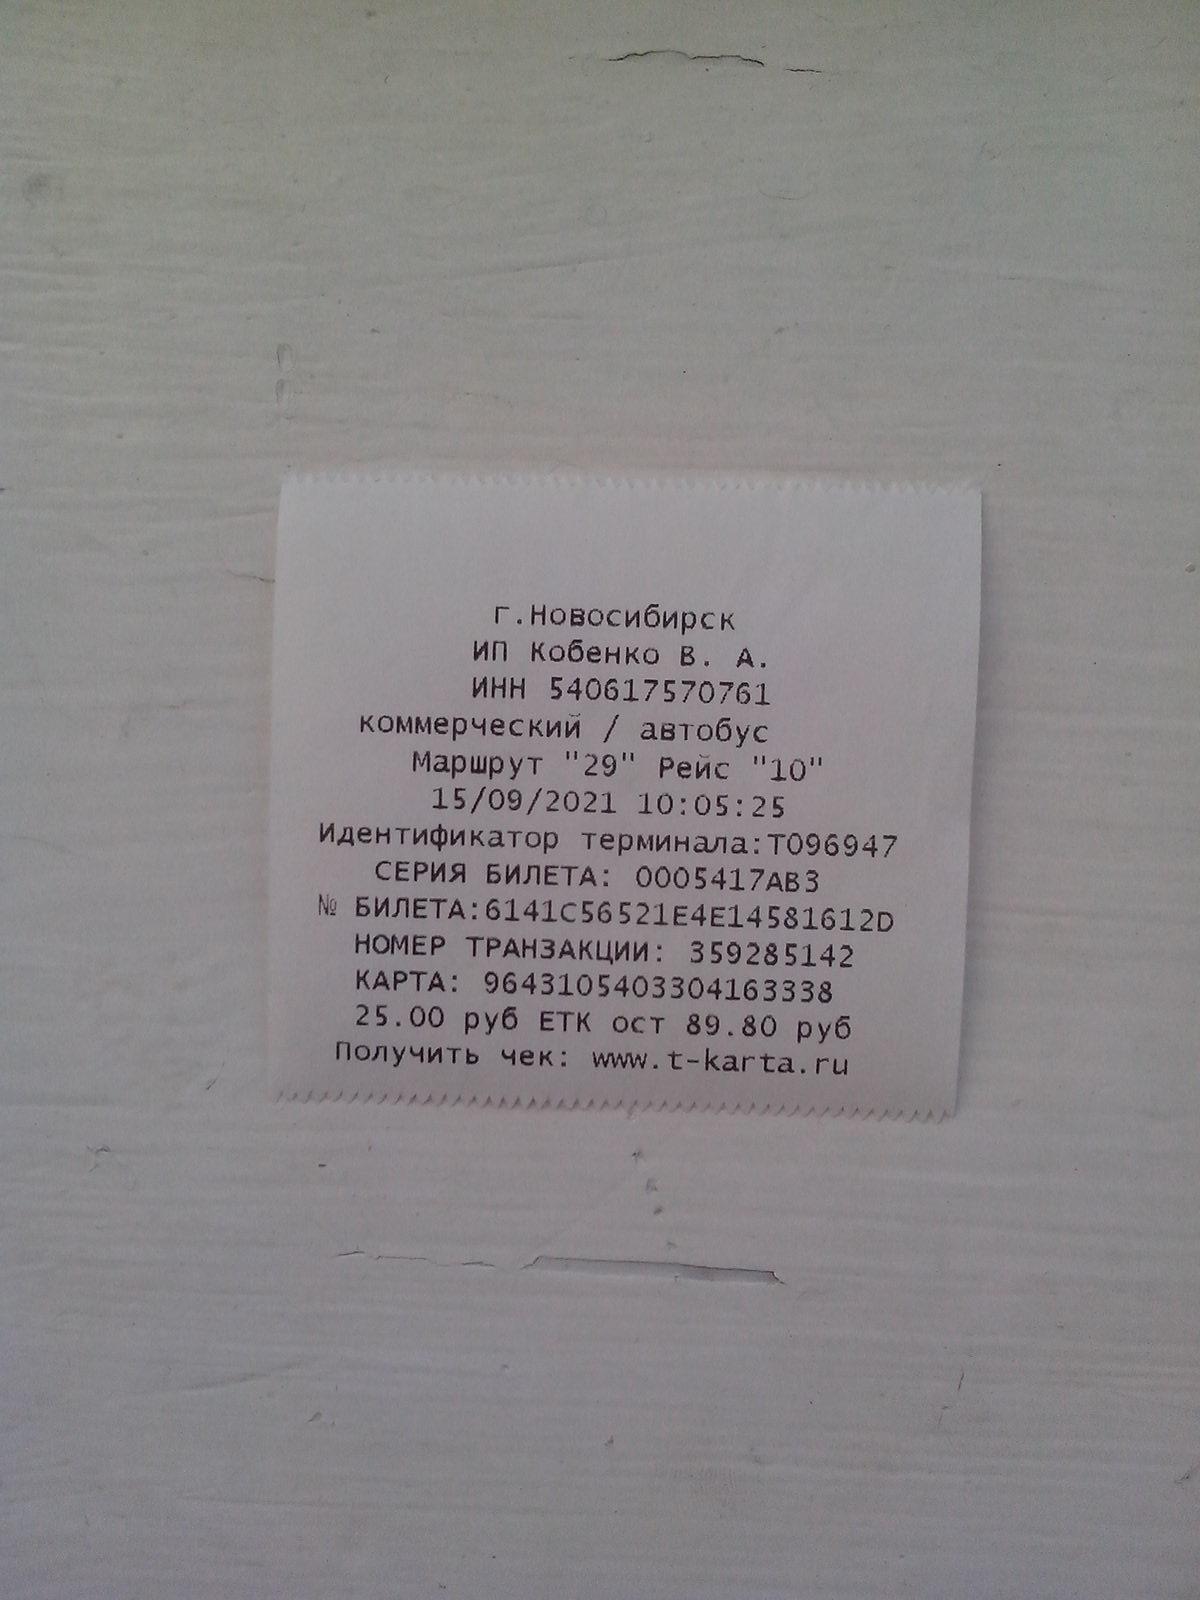 г.Новосибирск
ИП Кобенко В. А.
ИНН 540617570761
коммерческий / автобус
Маршрут "29" Рейс "10"
15/09/2021 10:05:25
Идентификатор терминала:Т096947
СЕРИЯ БИЛЕТА: 0005417AB3
№ БИЛЕТА:6141C56521E4E14581612D
НОМЕР ТРАНЗАКЦИИ: 359285142
КАРТА: 9643105403304163338
25.00 руб ЕТК ост 89.80 руб
Получить чек: www.t-karta.ru